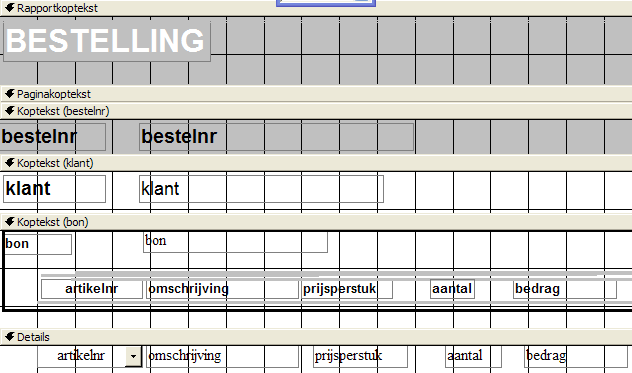 Rapportkoptekst
BESTELLING
Paginakoptekst
Koptekst (bestelnr)
bestelnr bestelnr
Koptekst (klant)
klant klant
Koptekst (bon)
bon bon
artikelnr omschrijving prijsperstuk aantal bedrag
Details
artikelnr omschrijving prijsperstuk aantal bedrag